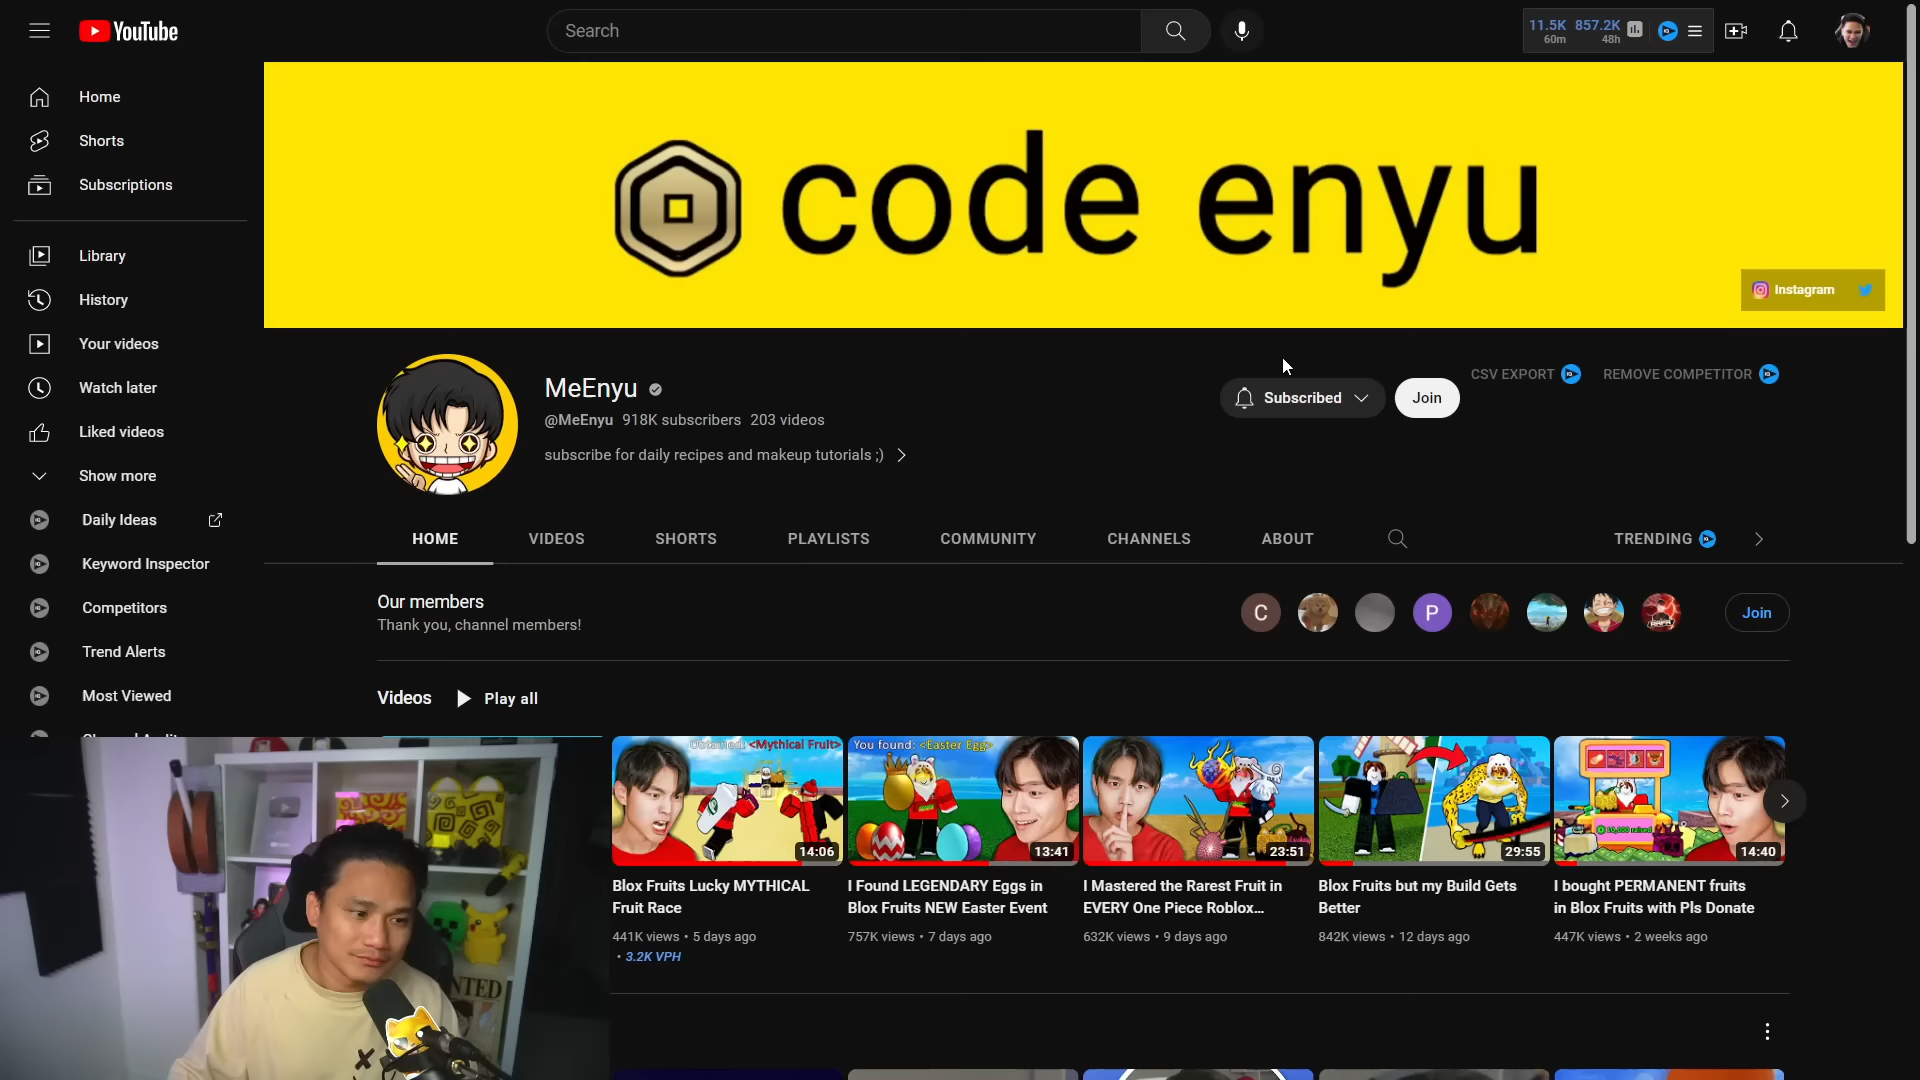 YouTube
Search
11.5K 857.2K
60m 48h
Home
Shorts
Subscriptions
Library
History
Your videos
Watch later
Liked videos
Show more
Daily Ideas
Keyword Inspector
Competitors
Trend Alerts
Most Viewed
code enyu
Instagram
MeEnyu
@MeEnyu 918K subscribers 203 videos
subscribe for daily recipes and makeup tutorials ;)
Subscribed
Join
CSV EXPORT
REMOVE COMPETITOR
HOME VIDEOS SHORTS PLAYLISTS COMMUNITY CHANNELS ABOUT TRENDING
Our members
Thank you, channel members!
C
P
Join
Videos Play all
Obtained: <Mythical Fruit>
14:06
Blox Fruits Lucky MYTHICAL
Fruit Race
441K views • 5 days ago
• 3.2K VPH
You found: <Easter Egg>
13:41
I Found LEGENDARY Eggs in
Blox Fruits NEW Easter Event
757K views • 7 days ago
23:51
I Mastered the Rarest Fruit in
EVERY One Piece Roblox...
632K views • 9 days ago
29:55
Blox Fruits but my Build Gets
Better
842K views • 12 days ago
14:40
I bought PERMANENT fruits
in Blox Fruits with Pls Donate
447K views • 2 weeks ago